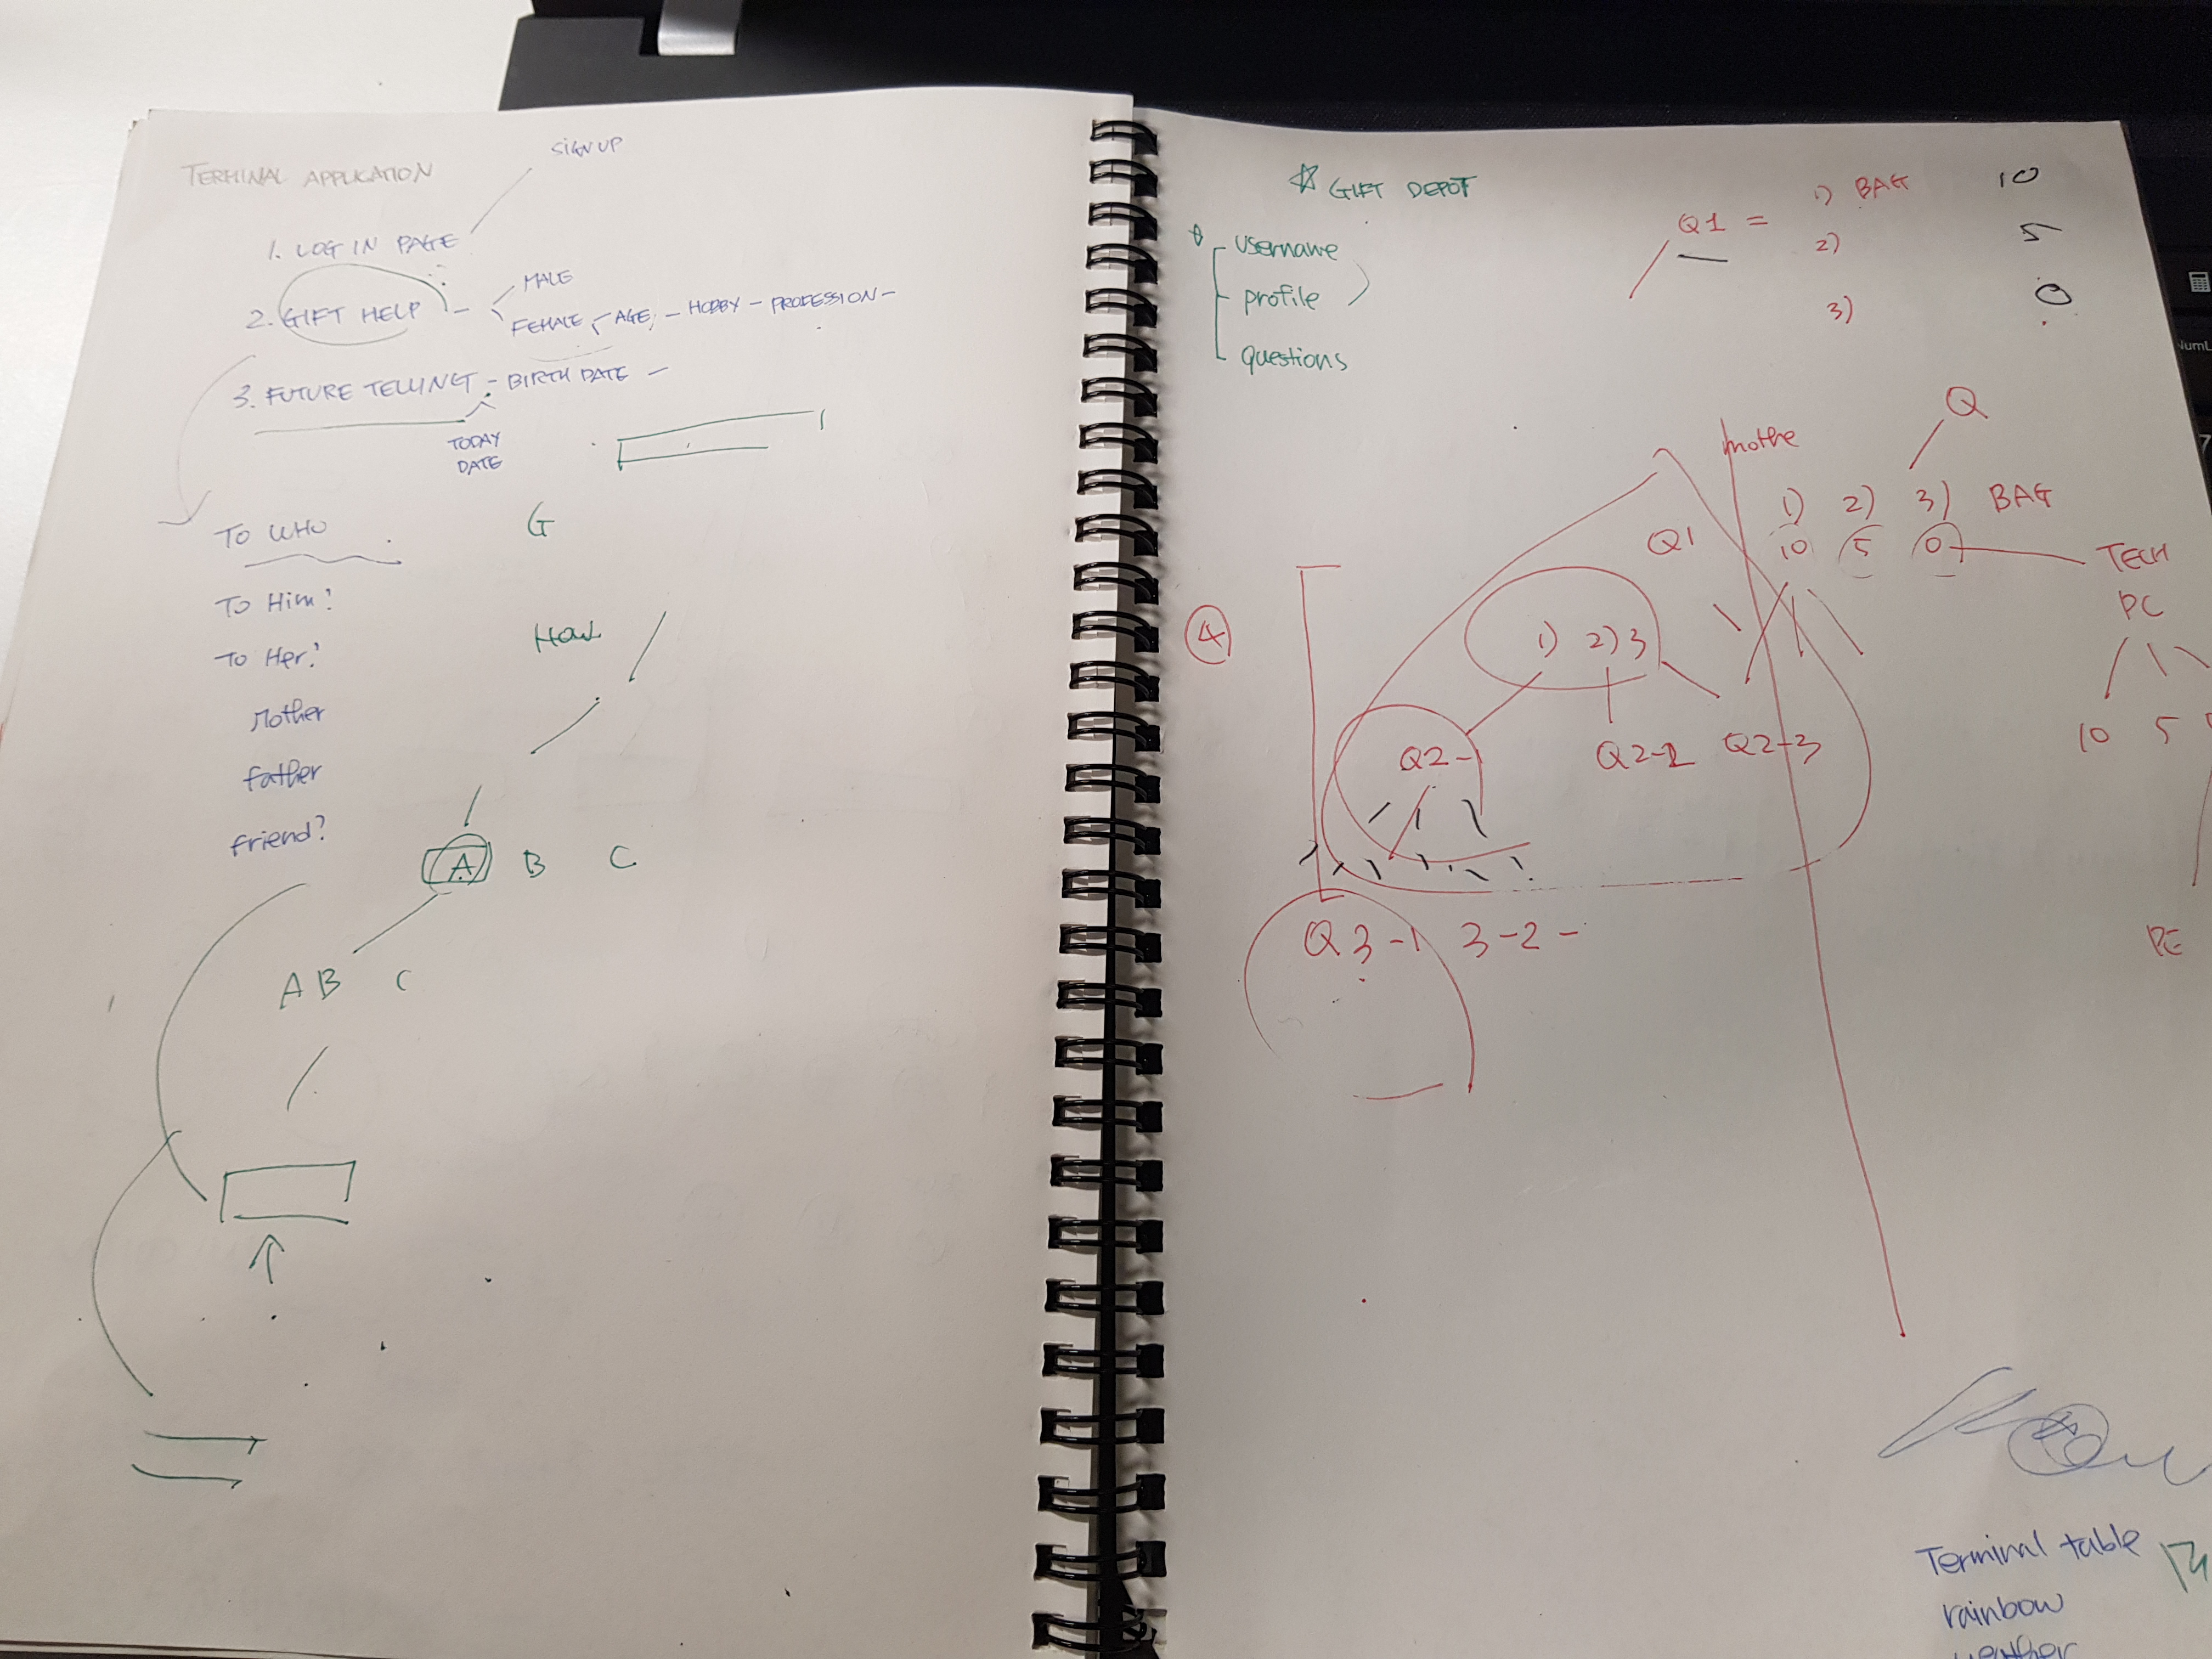 TERMINAL APPLICATION
SIGN UP
1. LOG IN PAGE
2. GIFT HELP - MALE
FEMALE - AGE, - HOBBY - PROFESSION -
3. FUTURE TELLING - BIRTH DATE -
TODAY
DATE
TO WHO
G
To Him?
To Her?
How
Mother
father
friend?
A B C
A B C
GIFT DEPOT
username
profile
questions
Q1 = 1) BAG 10
2) 5
3) 0
Q
mothe
Q1 1) 2) 3) BAG
10 5 0
TECH
PC
1) 2) 3
4
Q2-1 Q2-2 Q2-3
10 5
Q3-1 3-2 -
Terminal table
rainbow